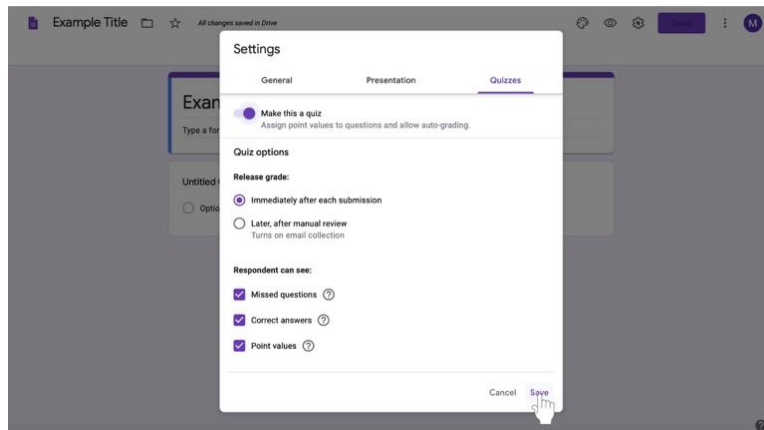 Example Title
All changes saved in Drive
M
Settings
General Presentation Quizzes
Exan
Type a for
Make this a quiz
Assign point values to questions and allow auto-grading.
Quiz options
Untitled
Release grade:
Immediately after each submission
Optio
Later, after manual review
Turns on email collection
Respondent can see:
Missed questions ?
Correct answers ?
Point values ?
Cancel Save